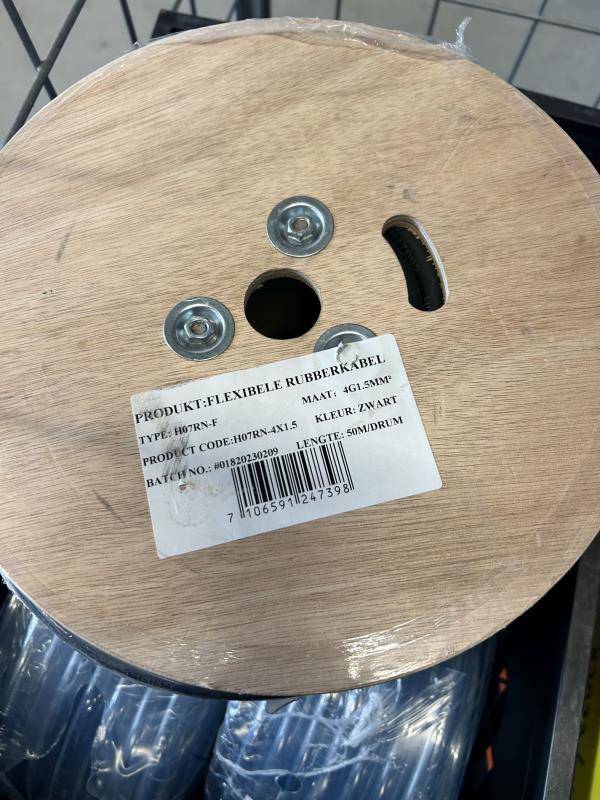 PRODUKT:FLEXIBELE RUBBERKABEL
TYPE: H07RN-F MAAT: 4G1.5MM²
PRODUCT CODE:H07RN-4X1.5 KLEUR: ZWART
BATCH NO.: #01820230209 LENGTE: 50M/DRUM
7 106591 247398